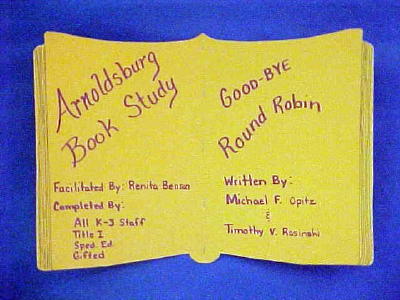 Arnoldsburg
Book Study
Facilitated By: Renita Benson
Completed By:
All K-3 Staff
Title I
Sped. Ed.
Gifted
GOOD-BYE
Round Robin
Written By:
Michael F. Opitz
&
Timothy V. Rasinski